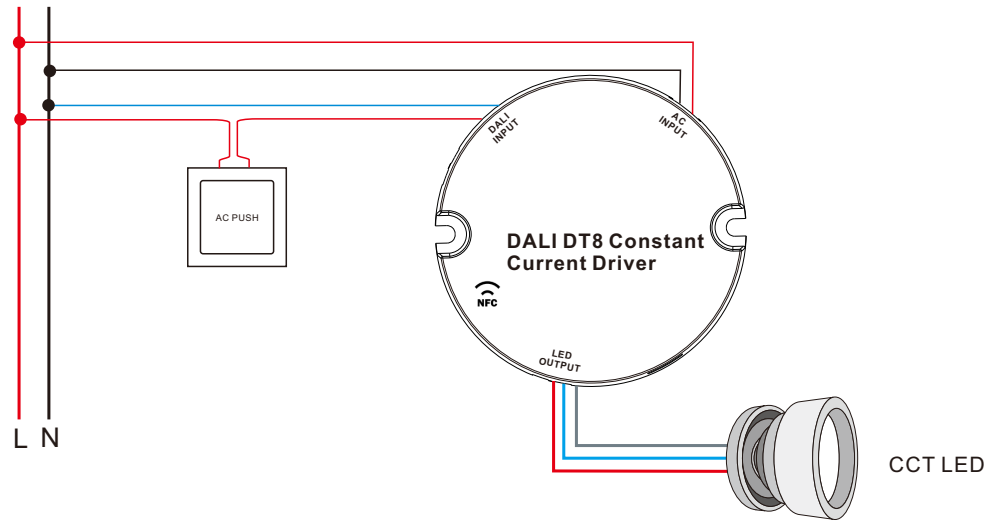 DALI
INPUT
AC
INPUT
AC PUSH
DALI DT8 Constant
Current Driver
NFC
LED
OUTPUT
L N
CCT LED